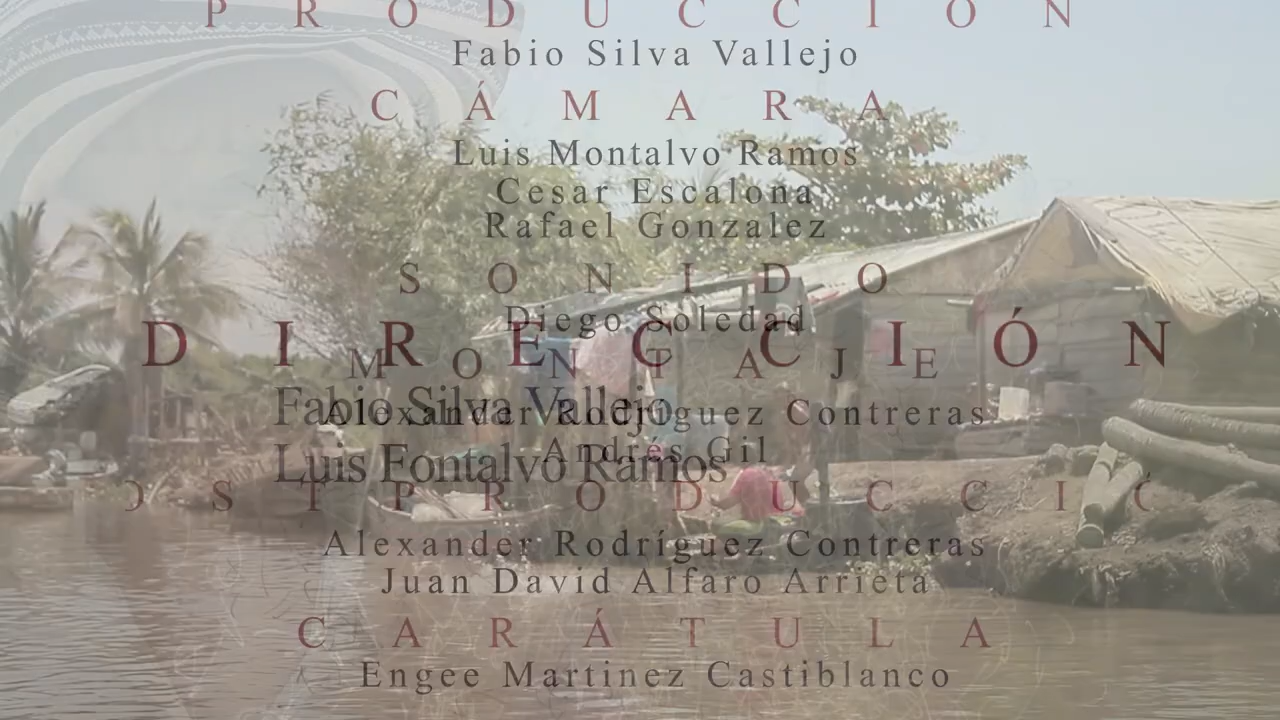 PRODUCCIÓN
Fabio Silva Vallejo
CÁMARA
Luis Montalvo Ramos
Cesar Escalona
Rafael Gonzalez
SONIDO
Diego Soledad
DIRECCIÓN
MONTAJE
Fabio Silva Vallejo
Alexander Rodríguez Contreras
Andrés Gil
Luis Fontalvo Ramos
OSTPRODUCCIÓ
Alexander Rodríguez Contreras
Juan David Alfaro Arrieta
CARÁTULA
Engee Martinez Castiblanco